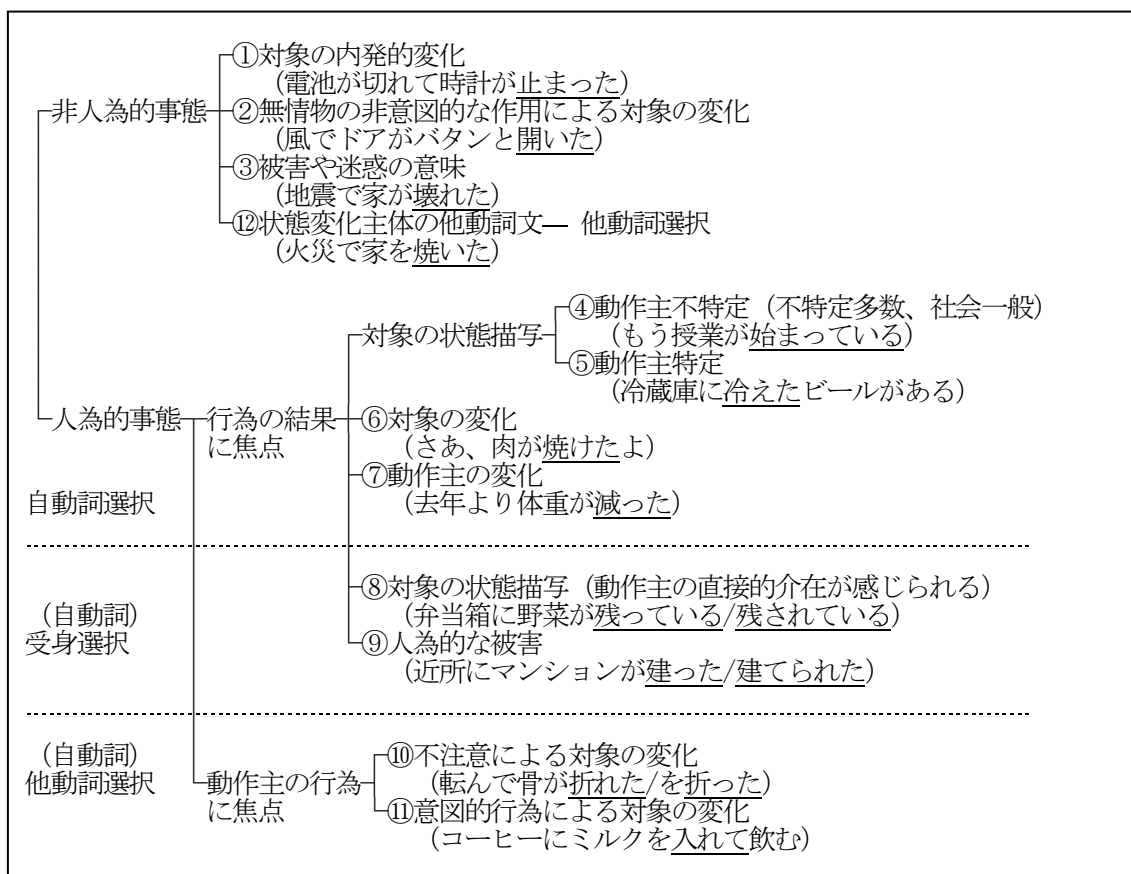 ①対象の内発的変化
(電池が切れて時計が止まった)
非人為的事態
②無情物の非意図的な作用による対象の変化
(風でドアがバタンと開いた)
③被害や迷惑の意味
(地震で家が壊れた)
⑫状態変化主体の他動詞文― 他動詞選択
(火災で家を焼いた)
対象の状態描写
④動作主不特定(不特定多数、社会一般)
(もう授業が始まっている)
⑤動作主特定
(冷蔵庫に冷えたビールがある)
人為的事態
行為の結果
に焦点
⑥対象の変化
(さあ、肉が焼けたよ)
⑦動作主の変化
(去年より体重が減った)
自動詞選択
⑧対象の状態描写(動作主の直接的介在が感じられる)
(弁当箱に野菜が残っている/残されている)
(自動詞)
受身選択
⑨人為的な被害
(近所にマンションが建った/建てられた)
(自動詞)
他動詞選択
動作主の行為
に焦点
⑩不注意による対象の変化
(転んで骨が折れた/を折った)
⑪意図的行為による対象の変化
(コーヒーにミルクを入れて飲む)